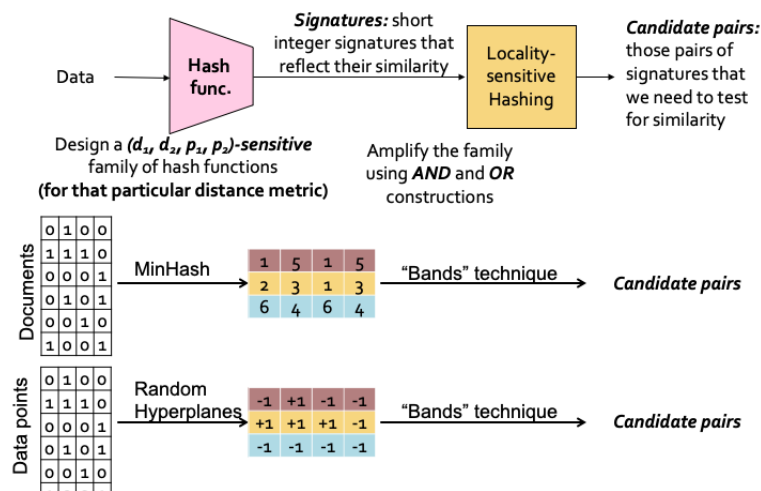 Data
Hash
func.
Signatures: short
integer signatures that
reflect their similarity
Locality-
sensitive
Hashing
Candidate pairs:
those pairs of
signatures that
we need to test
for similarity
Design a (d₁, d₂, p₁, p₂)-sensitive
family of hash functions
(for that particular distance metric)
Amplify the family
using AND and OR
constructions
Documents
0 1 0 0
1 1 1 0
0 0 0 1
0 1 0 1
0 0 1 0
1 0 0 1
MinHash
1 5 1 5
2 3 1 3
6 4 6 4
“Bands” technique
Candidate pairs
Data points
0 1 0 0
1 1 1 0
0 0 0 1
0 1 0 1
0 0 1 0
Random
Hyperplanes
-1 +1 -1 -1
+1 +1 +1 -1
-1 -1 -1 -1
“Bands” technique
Candidate pairs